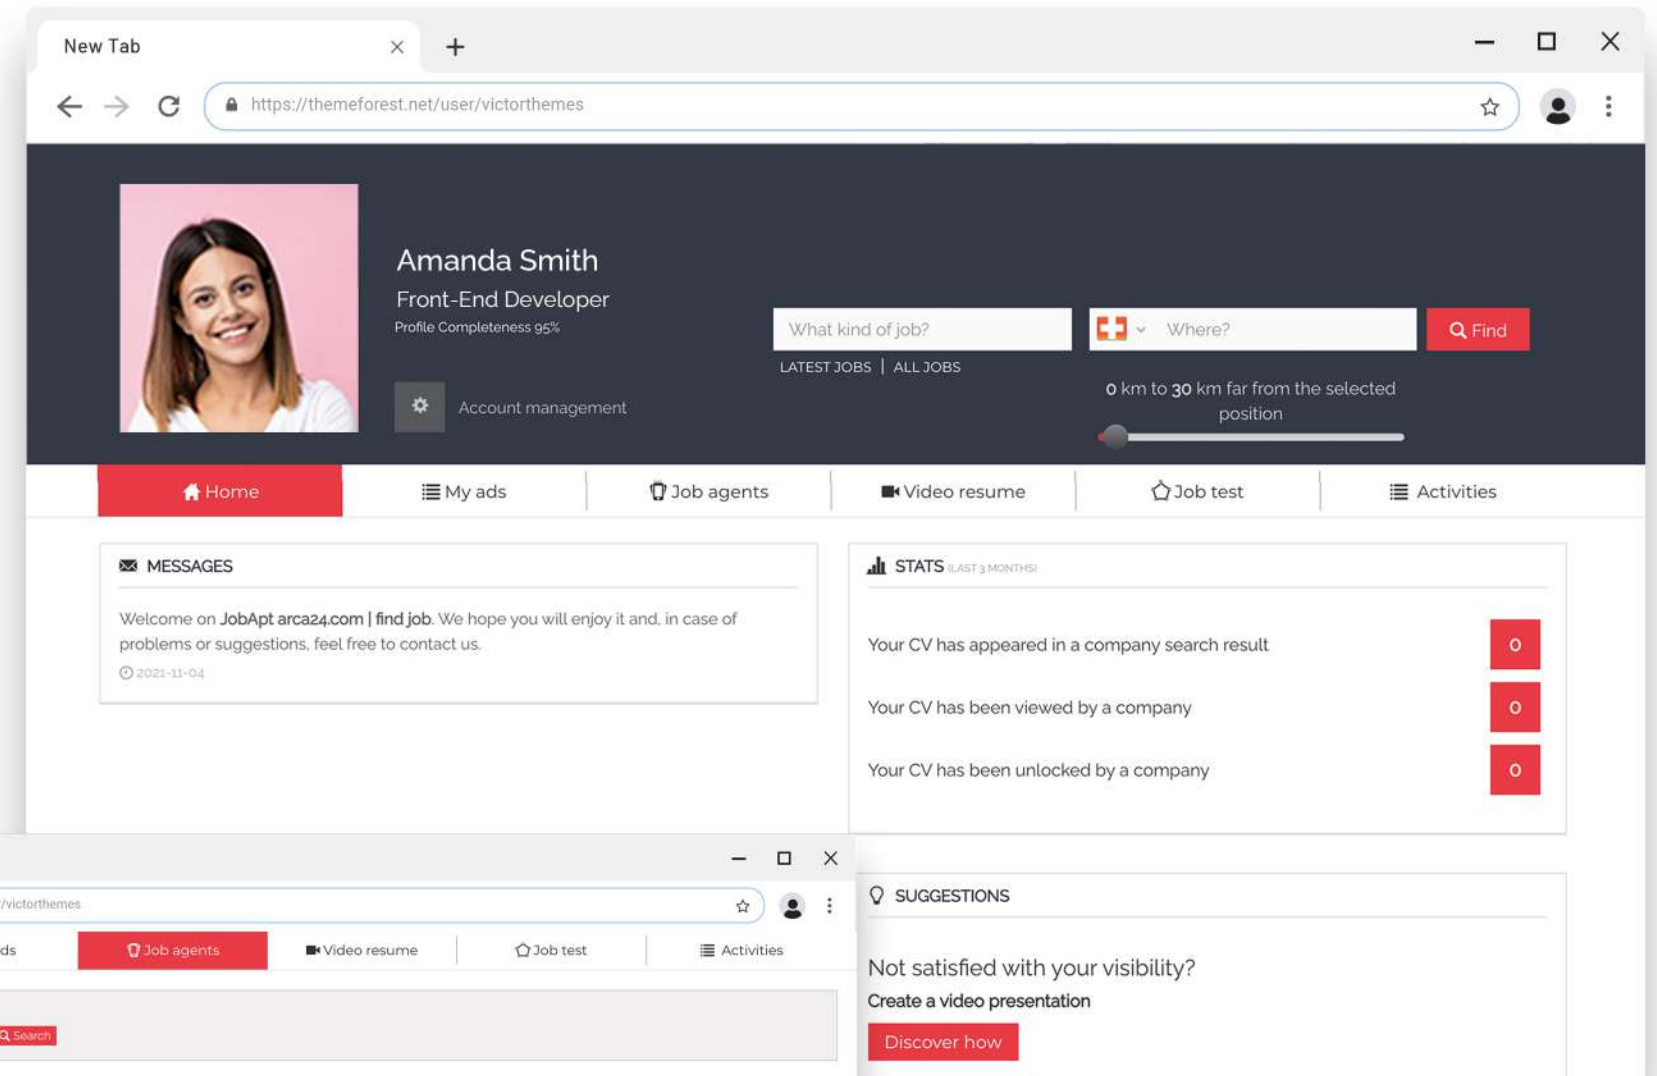 New Tab
https://themeforest.net/user/victorthemes
Amanda Smith
Front-End Developer
Profile Completeness 95%
What kind of job?
Where?
Find
LATEST JOBS | ALL JOBS
0 km to 30 km far from the selected
position
Account management
Home
My ads
Job agents
Video resume
Job test
Activities
MESSAGES
Welcome on JobApt arca24.com | find job. We hope you will enjoy it and, in case of
problems or suggestions, feel free to contact us.
2021-11-04
STATS (LAST 3 MONTHS)
Your CV has appeared in a company search result
0
Your CV has been viewed by a company
0
Your CV has been unlocked by a company
0
/victorthemes
ds
Job agents
Video resume
Job test
Activities
Search
SUGGESTIONS
Not satisfied with your visibility?
Create a video presentation
Discover how